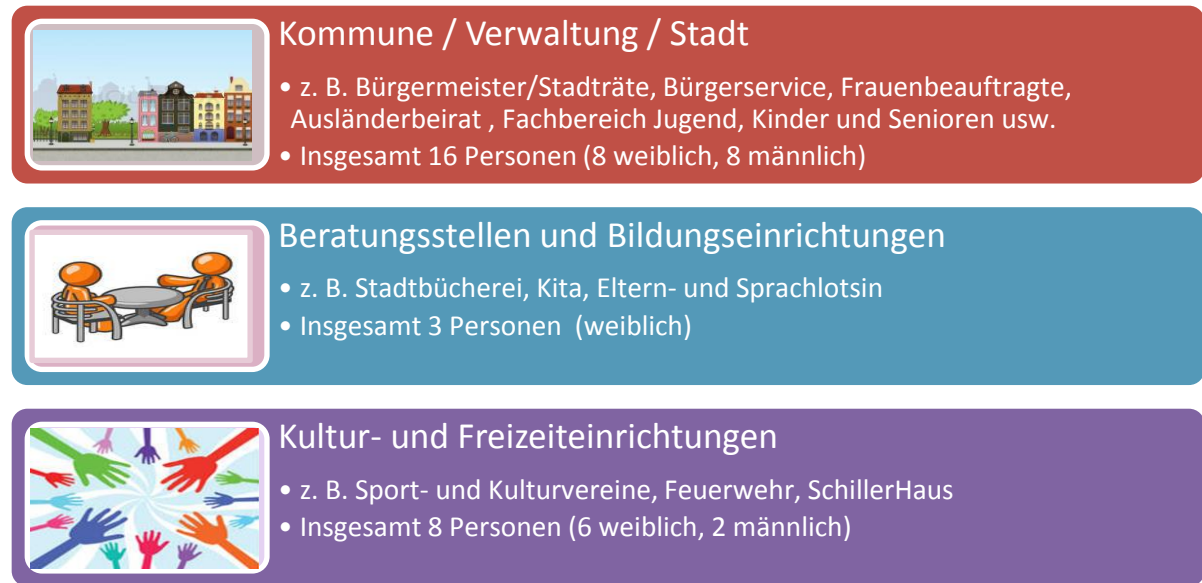 Kommune / Verwaltung / Stadt
• z. B. Bürgermeister/Stadträte, Bürgerservice, Frauenbeauftragte,
Ausländerbeirat , Fachbereich Jugend, Kinder und Senioren usw.
• Insgesamt 16 Personen (8 weiblich, 8 männlich)
Beratungsstellen und Bildungseinrichtungen
• z. B. Stadtbücherei, Kita, Eltern- und Sprachlotsin
• Insgesamt 3 Personen  (weiblich)
Kultur- und Freizeiteinrichtungen
• z. B. Sport- und Kulturvereine, Feuerwehr, SchillerHaus
• Insgesamt 8 Personen (6 weiblich, 2 männlich)